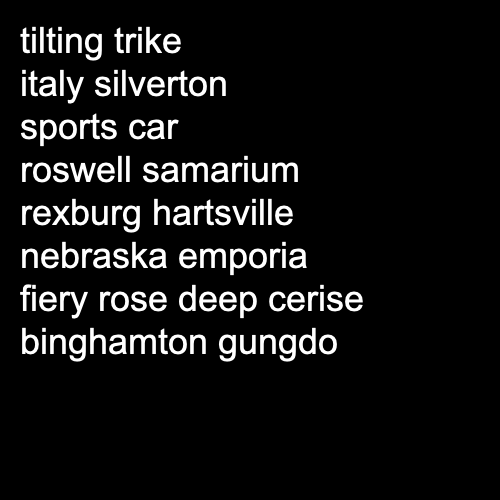 tilting trike
italy silverton
sports car
roswell samarium
rexburg hartsville
nebraska emporia
fiery rose deep cerise
binghamton gungdo